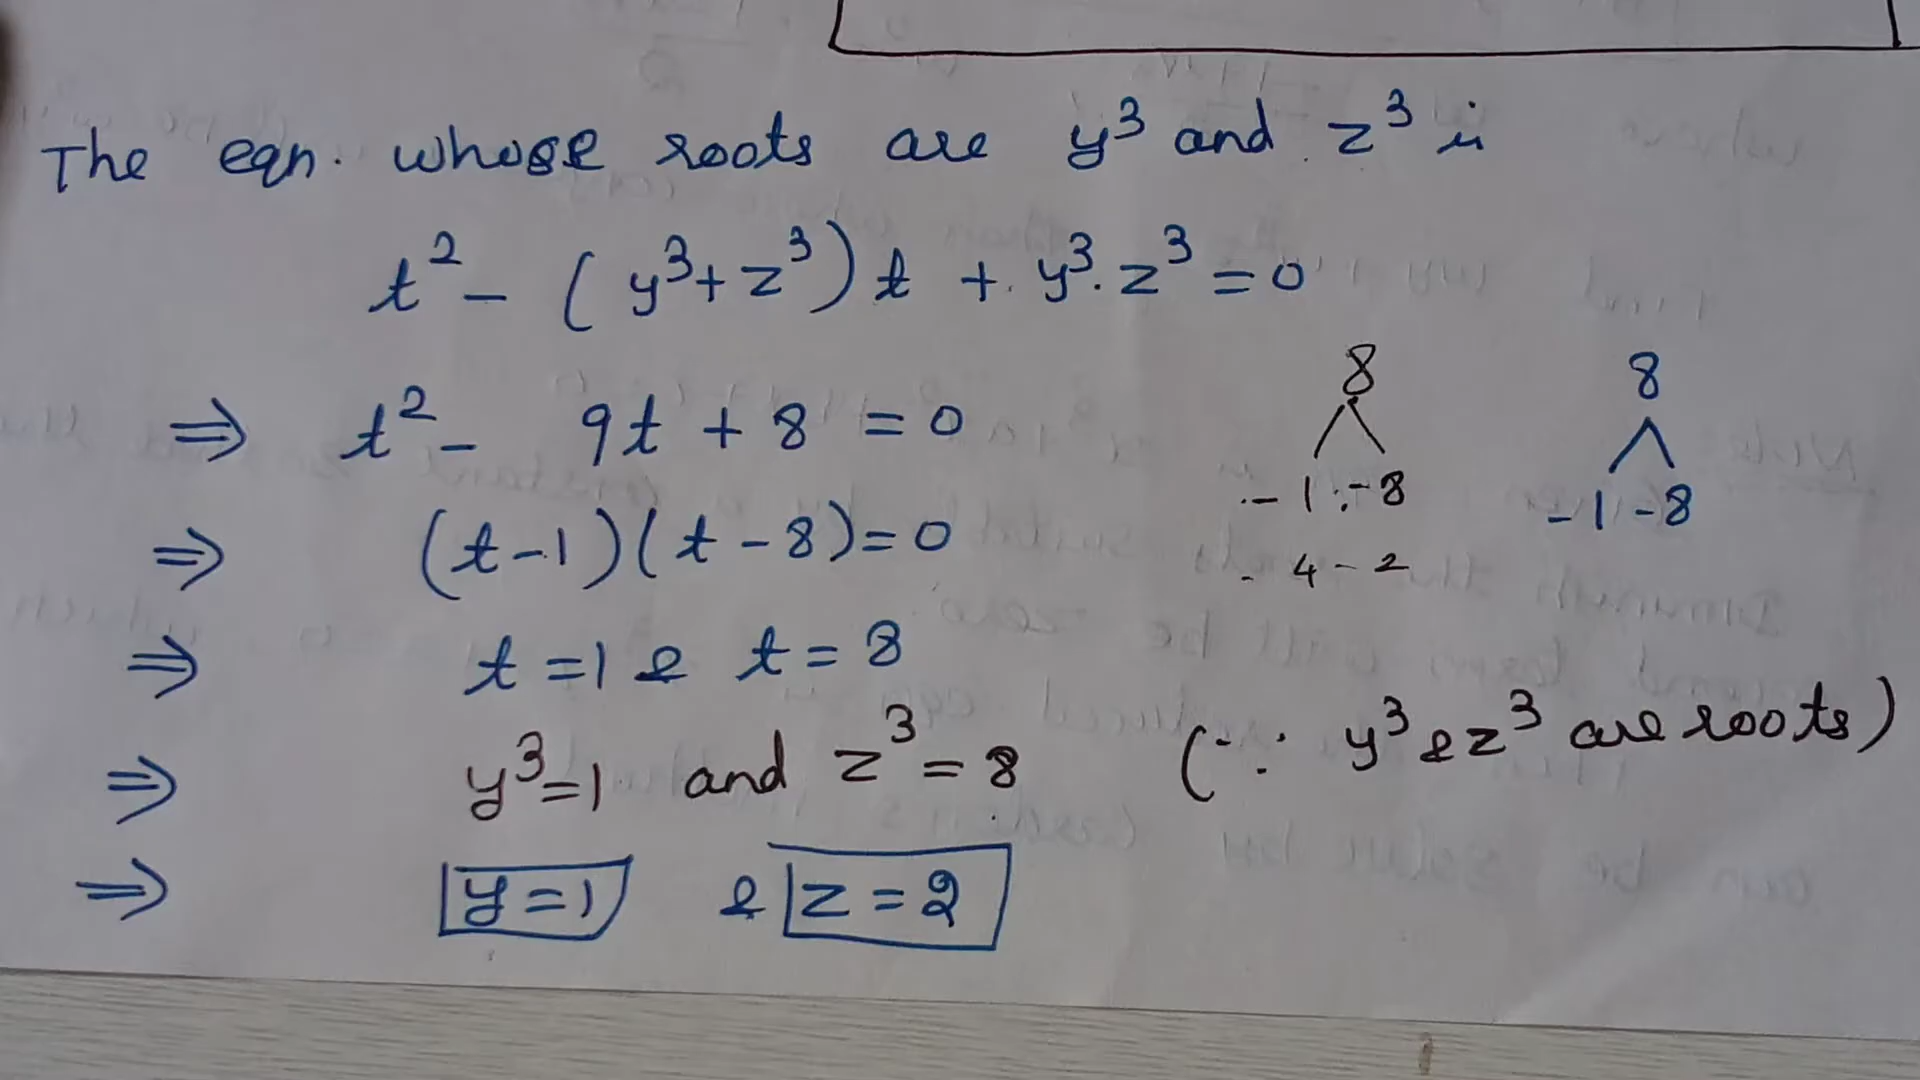 The eqn. whose roots are y³ and z³ is
t² - (y³+z³)t + y³.z³ = 0
⇒ t² - 9t + 8 = 0
8
-1 -8
-4 -2
8
-1 -8
⇒ (t-1)(t-8)=0
⇒ t=1 & t=8
⇒ y³=1 and z³=8 (∵ y³ & z³ are roots)
⇒ y=1 & z=2